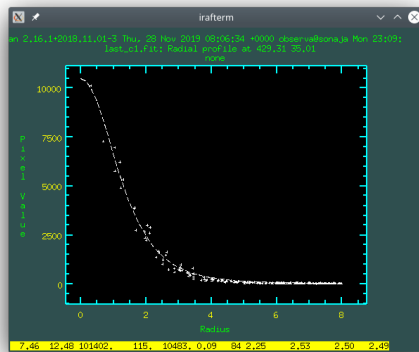 irafterm
an 2.16.1+2018.11.01-3 Thu, 28 Nov 2019 08:06:34 +0000 observa@sonaja Mon 23:09:
last_c1.fit: Radial profile at 429.31 35.01
none
10000
7500
5000
2500
0
Pixel Value
0 2 4 6 8
Radius
7.46 12.48 101402. 115. 10483. 0.09 84 2.25 2.53 2.50 2.49